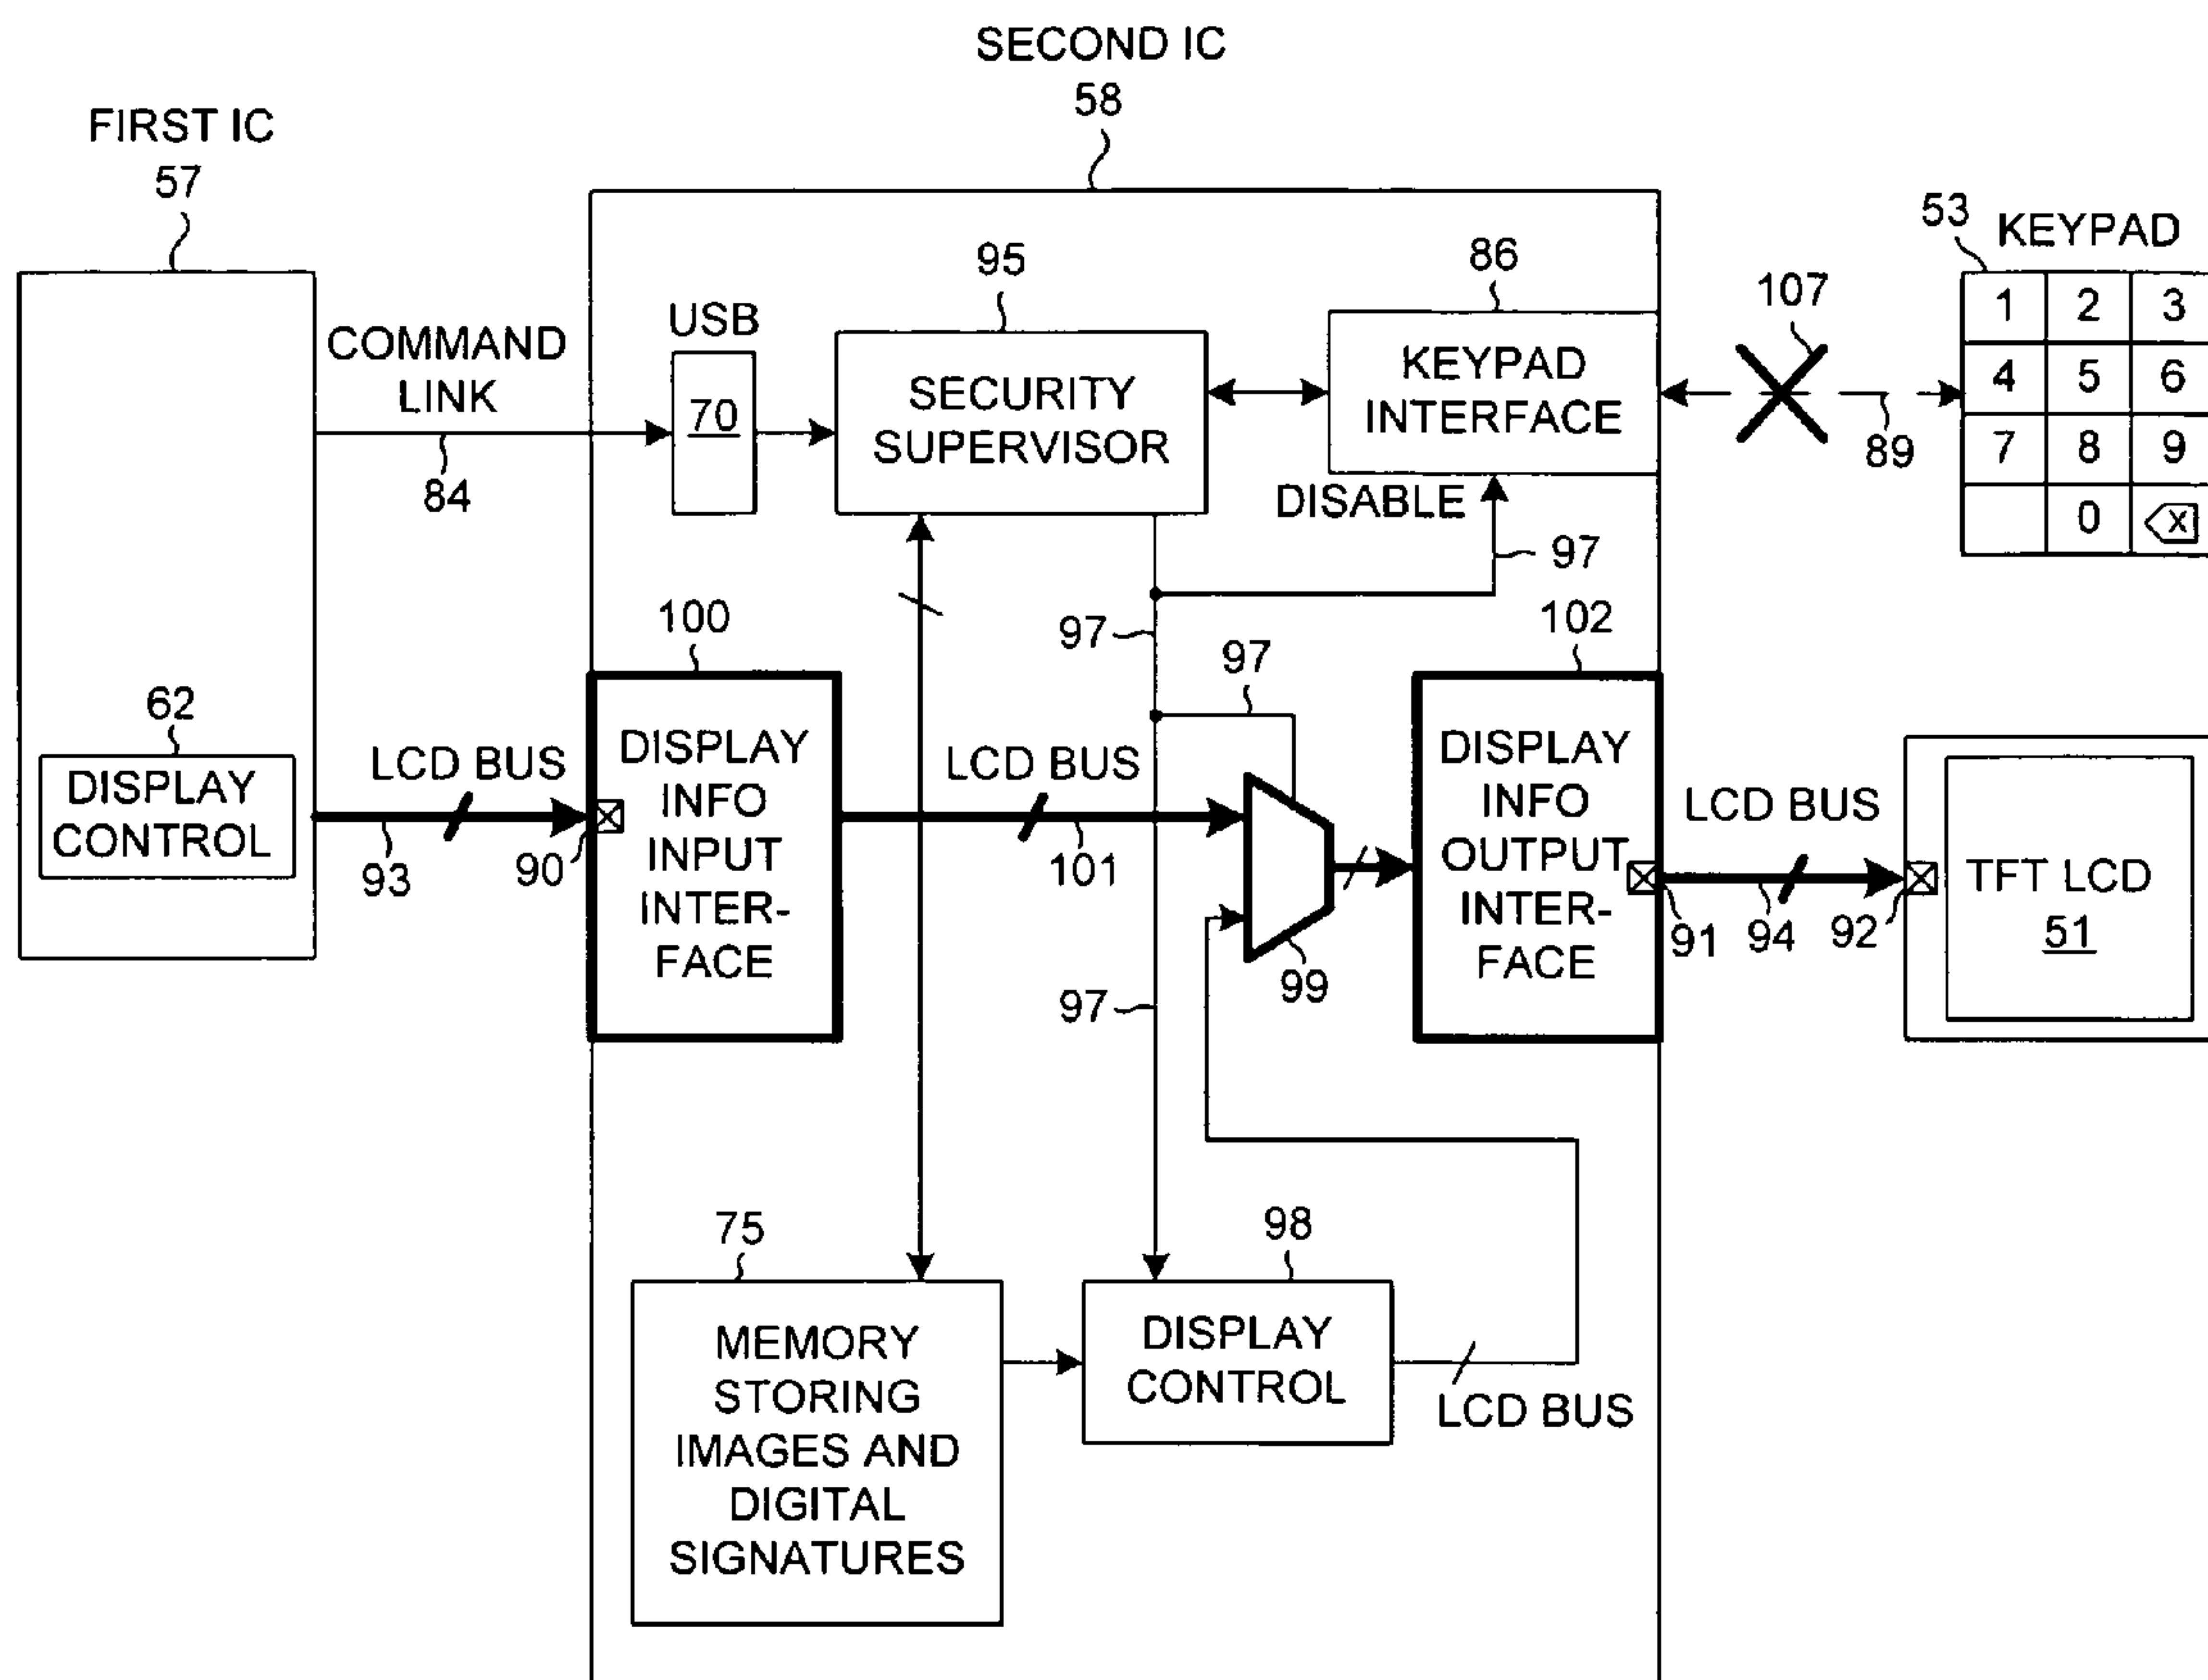 SECOND IC
58
FIRST IC
57
53
KEYPAD
95
86
107
USB
COMMAND
LINK
70
SECURITY
SUPERVISOR
KEYPAD
INTERFACE
1 2 3
4 5 6
7 8 9
0 X
84
89
DISABLE
97
100
97
97
102
62
DISPLAY
CONTROL
LCD BUS
93
90
DISPLAY
INFO
INPUT
INTER-
FACE
LCD BUS
101
99
DISPLAY
INFO
OUTPUT
INTER-
FACE
LCD BUS
91
94
92
TFT LCD
51
97
75
98
MEMORY
STORING
IMAGES AND
DIGITAL
SIGNATURES
DISPLAY
CONTROL
LCD BUS